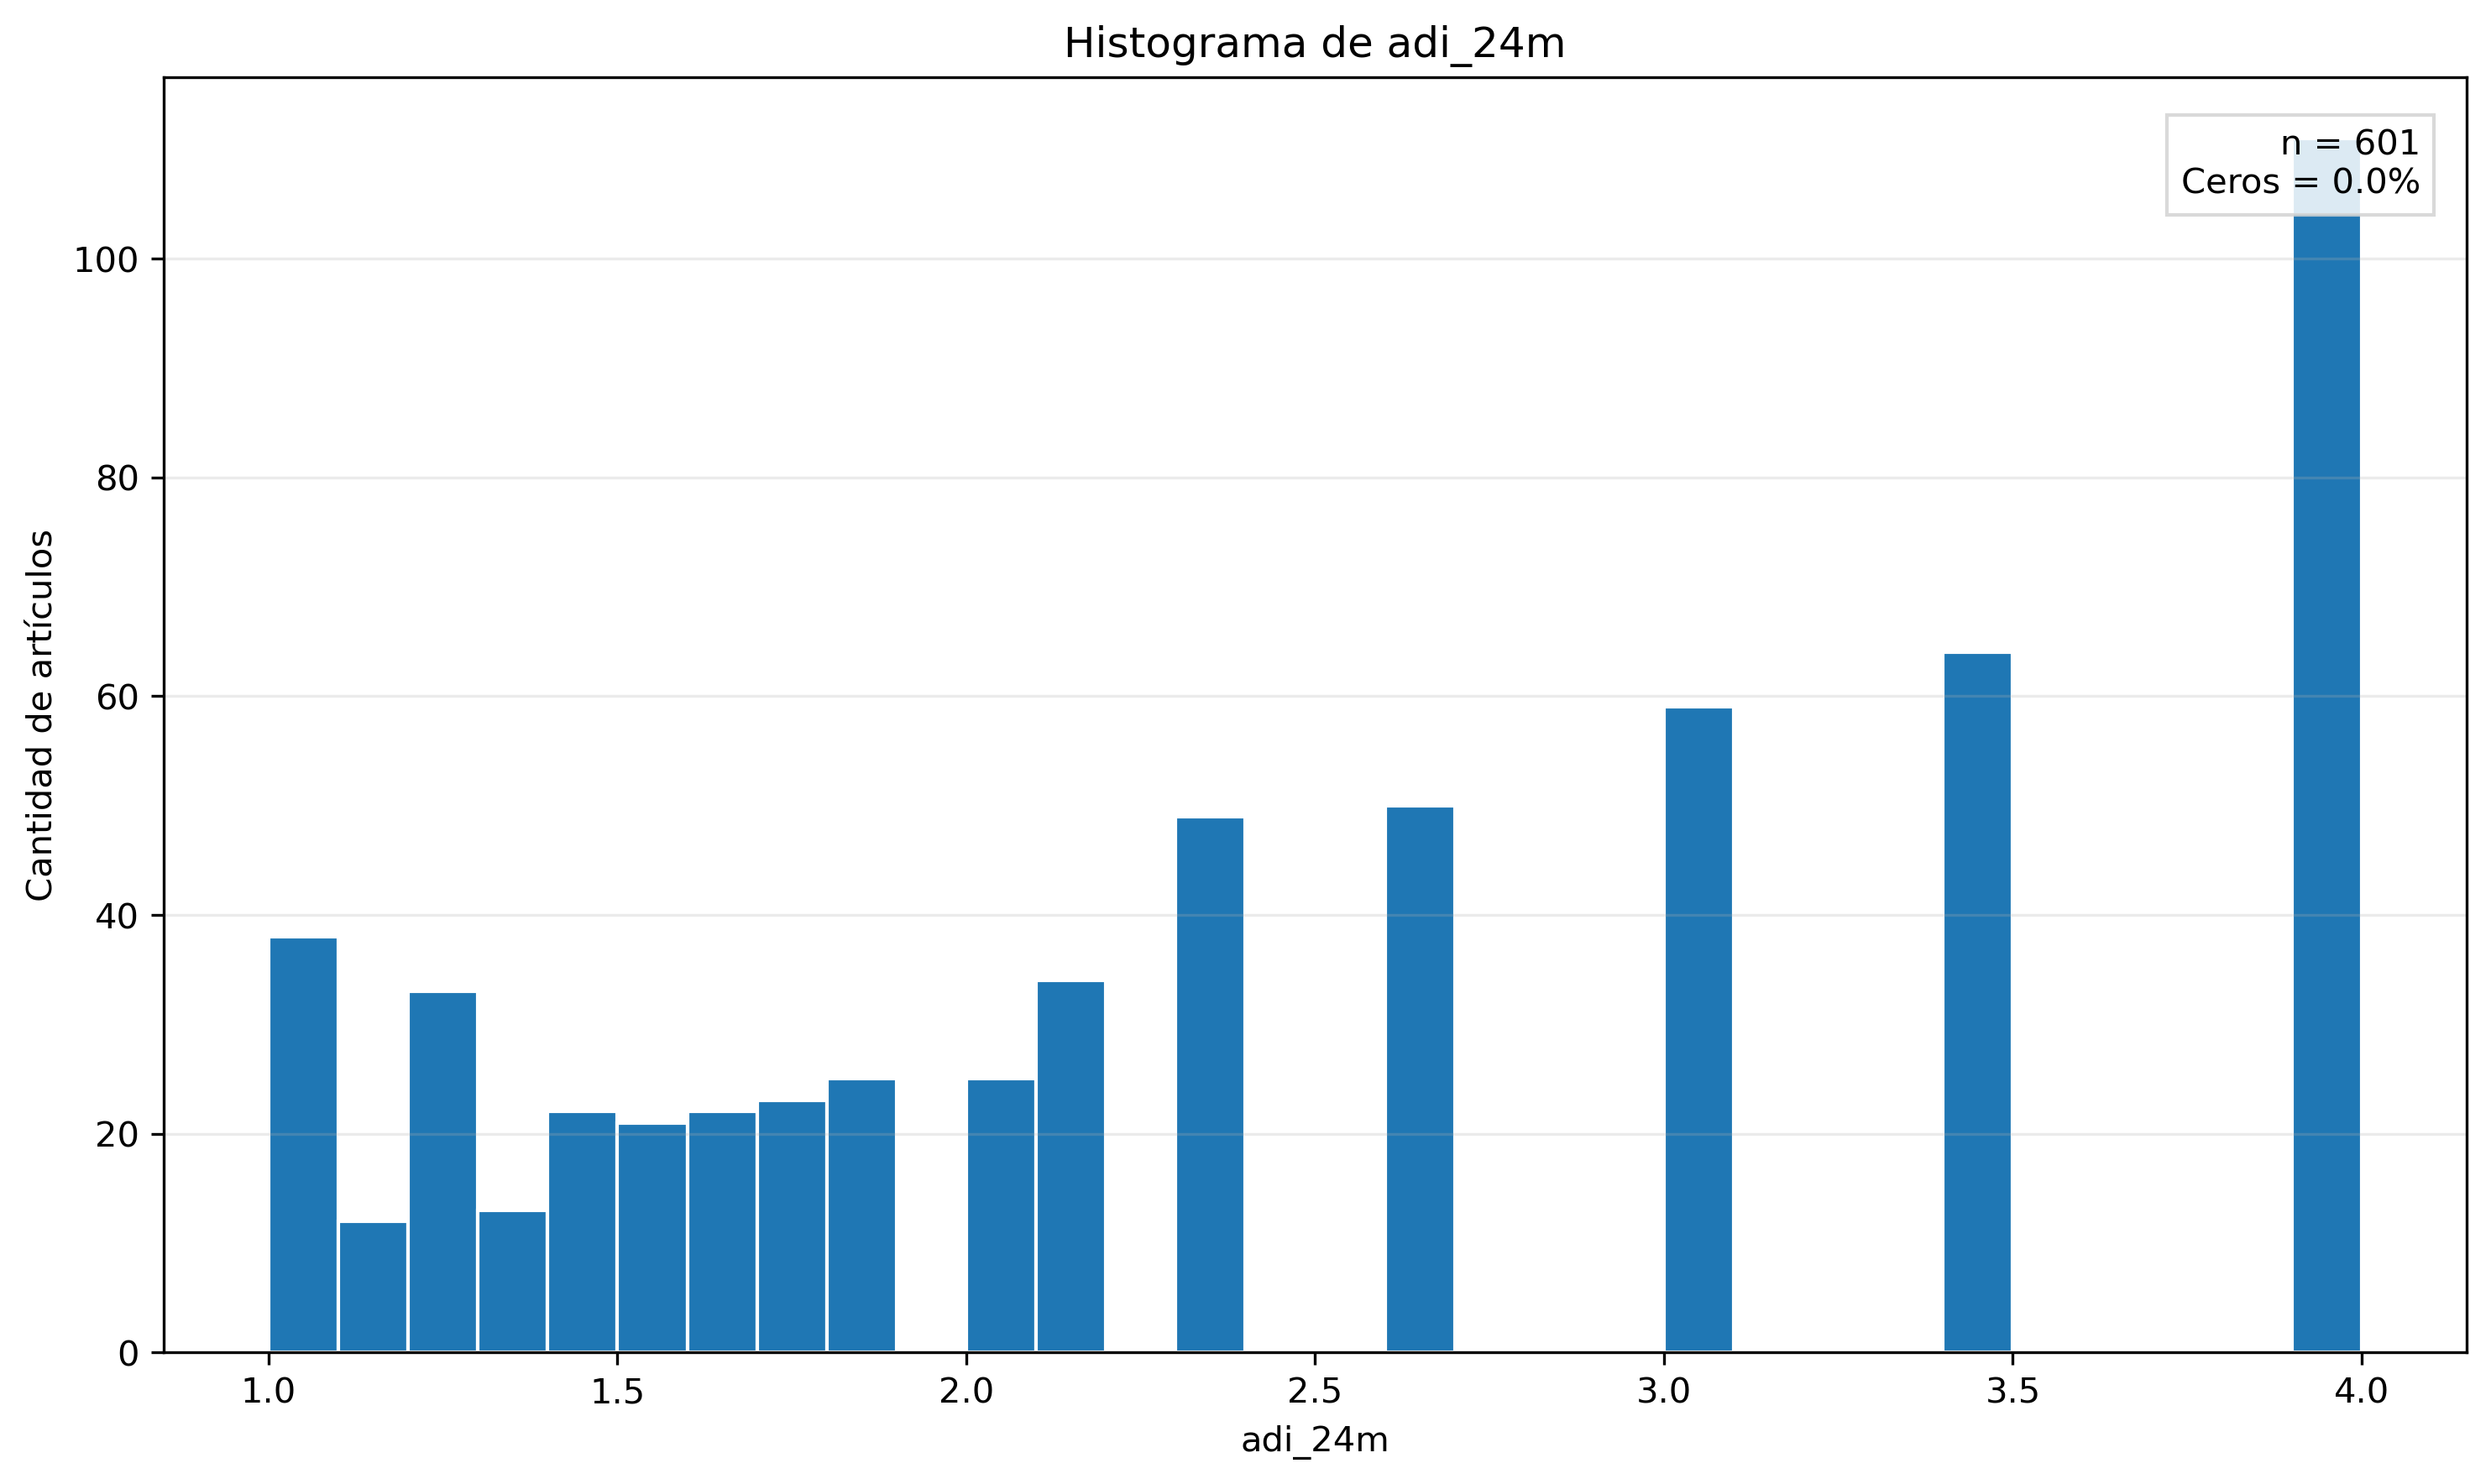 Histograma de adi_24m
n = 601
Ceros = 0.0%
100
80
60
40
20
0
Cantidad de artículos
1.0 1.5 2.0 2.5 3.0 3.5 4.0
adi_24m